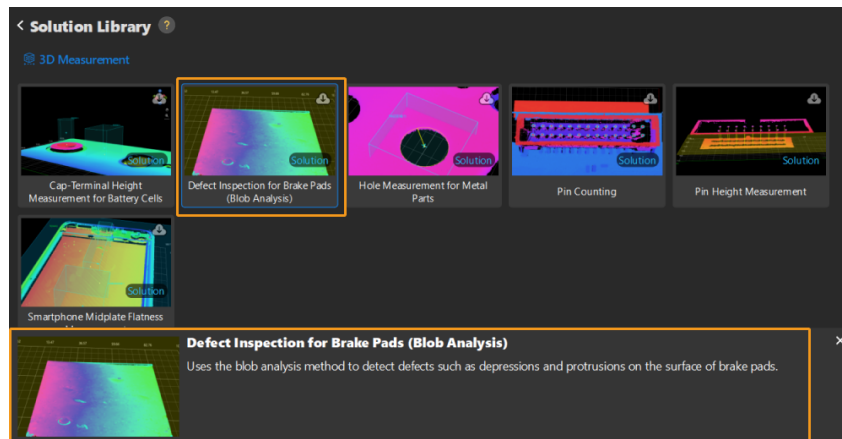 Solution Library ?
3D Measurement
Solution
Solution
Solution
Solution
Solution
Cap-Terminal Height
Measurement for Battery Cells
Defect Inspection for Brake Pads
(Blob Analysis)
Hole Measurement for Metal
Parts
Pin Counting
Pin Height Measurement
Solution
Smartphone Midplate Flatness
Defect Inspection for Brake Pads (Blob Analysis)
Uses the blob analysis method to detect defects such as depressions and protrusions on the surface of brake pads.